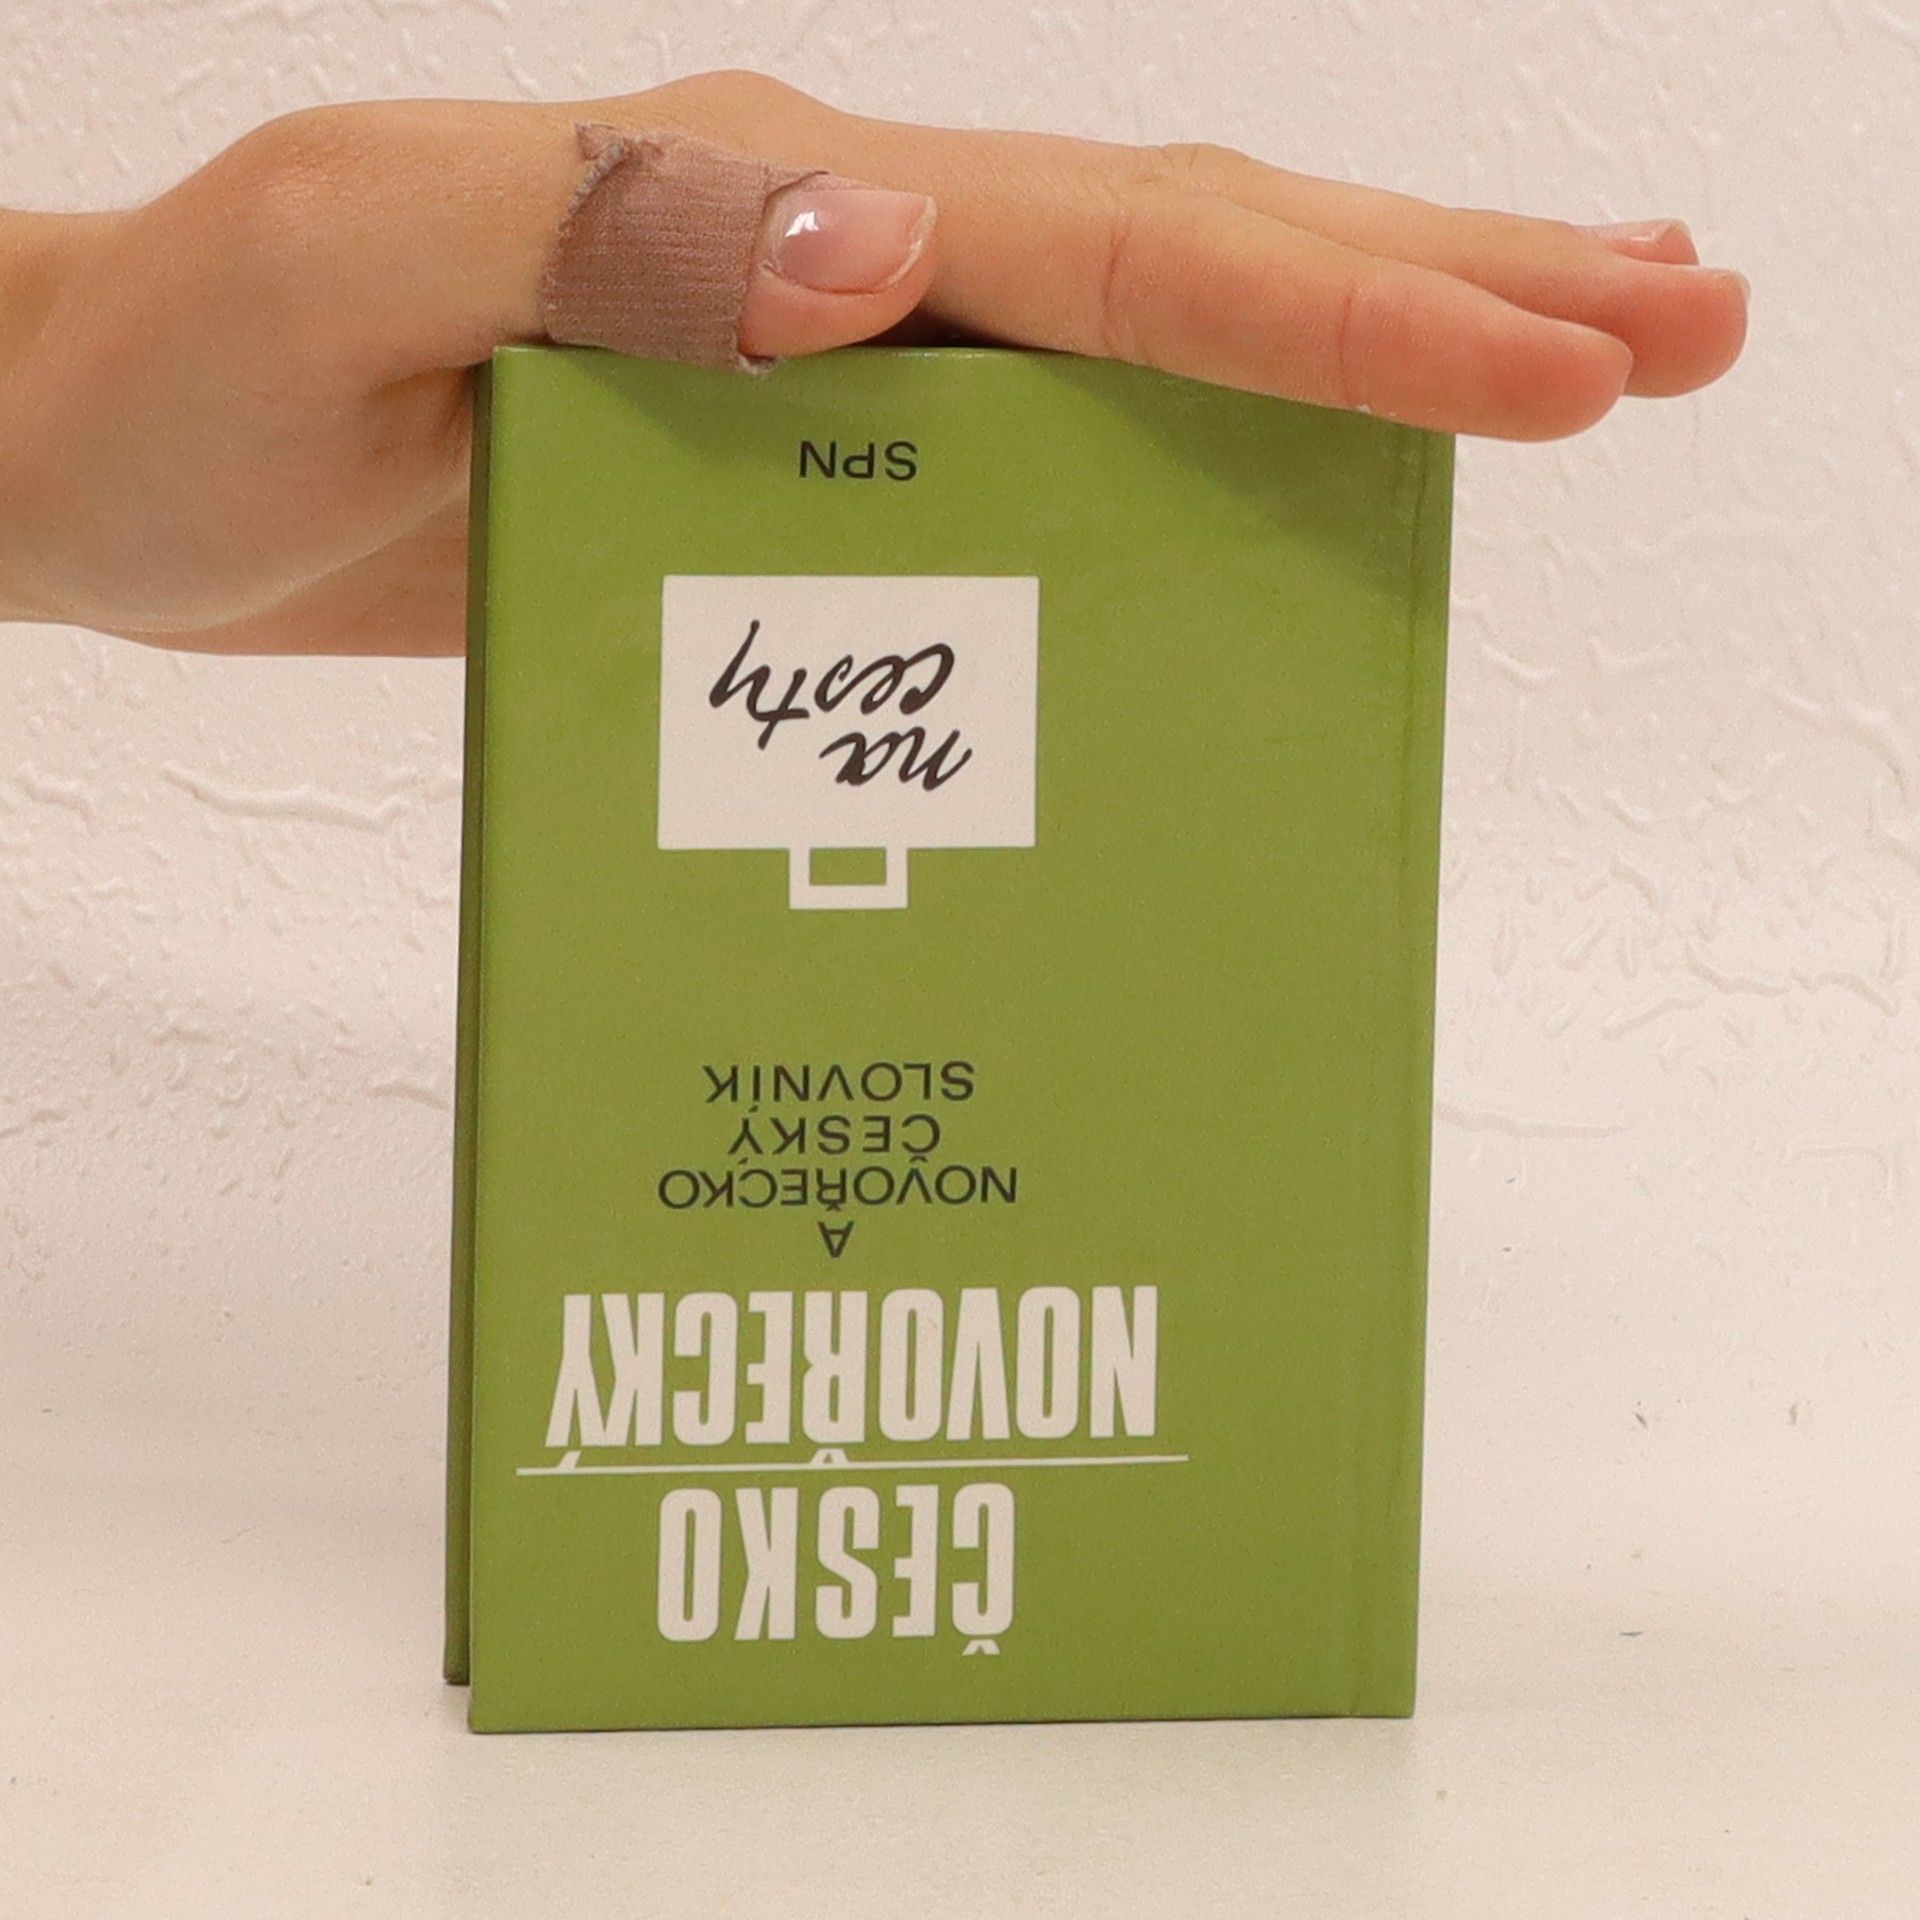 ČESKO
NOVOŘECKÝ
A
NOVOŘECKO
ČESKÝ
SLOVNÍK
na
cesty
SPN